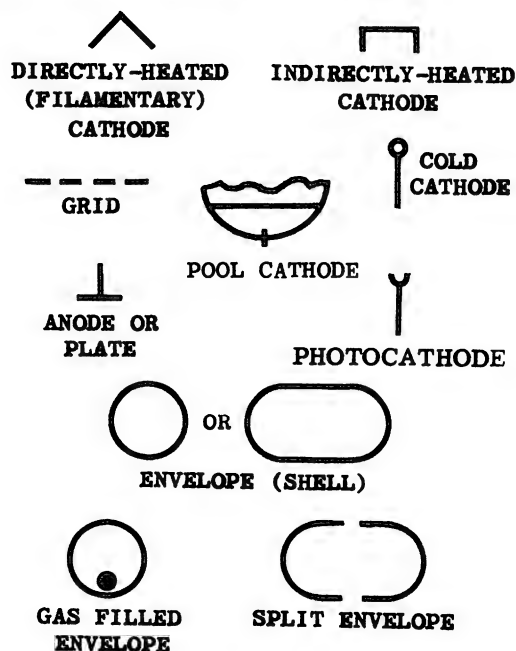 DIRECTLY-HEATED
(FILAMENTARY)
CATHODE
INDIRECTLY-HEATED
CATHODE
GRID
POOL CATHODE
COLD
CATHODE
ANODE OR
PLATE
PHOTOCATHODE
OR
ENVELOPE (SHELL)
GAS FILLED
ENVELOPE
SPLIT ENVELOPE